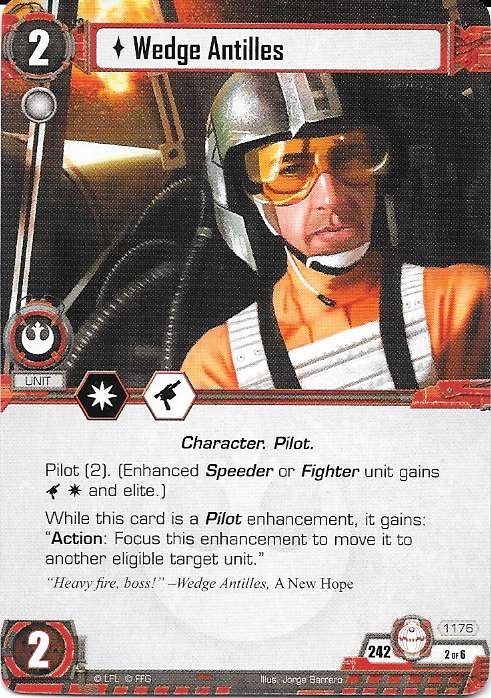 2
Wedge Antilles
UNIT
Character. Pilot.
Pilot (2). (Enhanced Speeder or Fighter unit gains
and elite.)
While this card is a Pilot enhancement, it gains:
“Action: Focus this enhancement to move it to
another eligible target unit.”
“Heavy fire, boss!” –Wedge Antilles, A New Hope
2
242
1176
2 OF 6
© LFL © FFG
Illus. Jorge Barrero